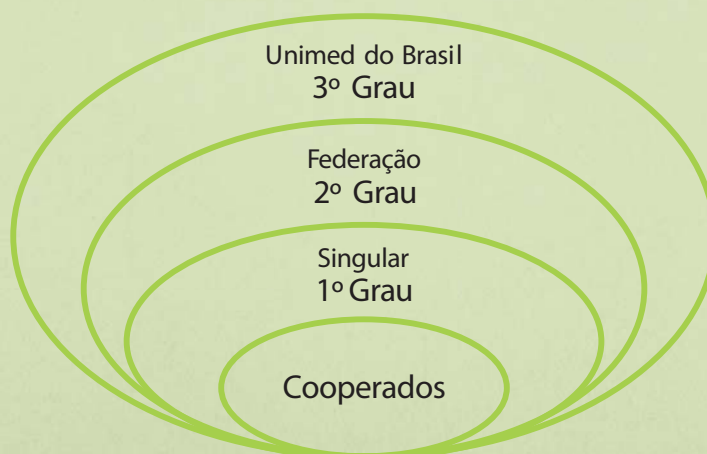 Unimed do Brasil
3º Grau
Federação
2º Grau
Singular
1º Grau
Cooperados